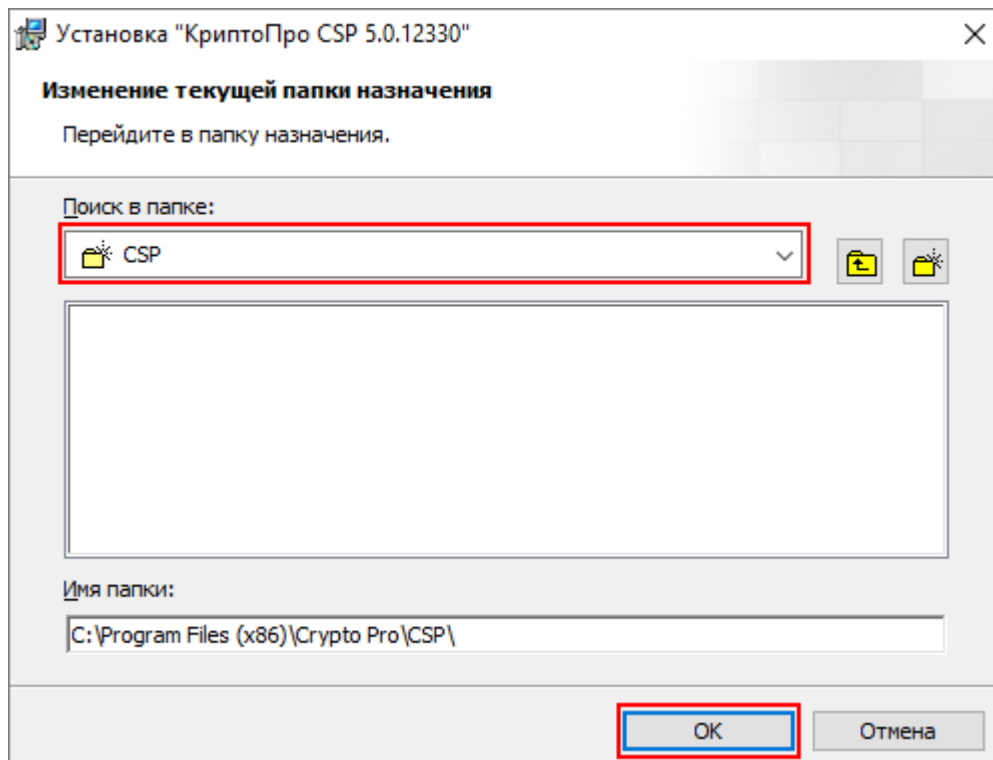 Установка "КриптоПро CSP 5.0.12330"
Изменение текущей папки назначения
Перейдите в папку назначения.
Поиск в папке:
CSP
Имя папки:
C:\Program Files (x86)\Crypto Pro\CSP\
OK
Отмена